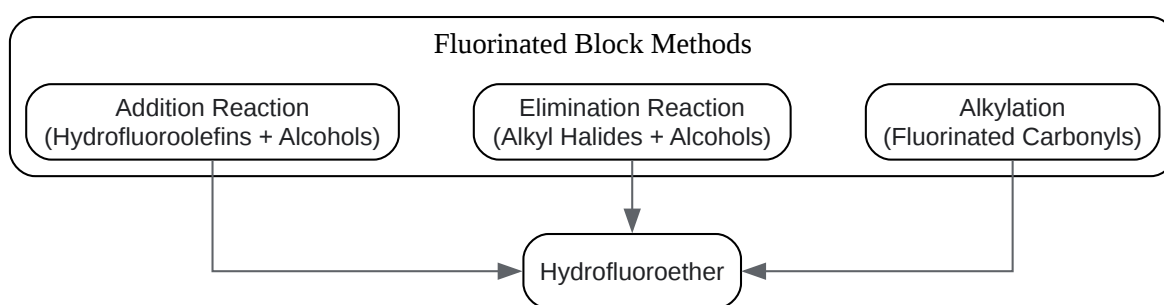 Fluorinated Block Methods
Addition Reaction
(Hydrofluoroolefins + Alcohols)
Elimination Reaction
(Alkyl Halides + Alcohols)
Alkylation
(Fluorinated Carbonyls)
Hydrofluoroether